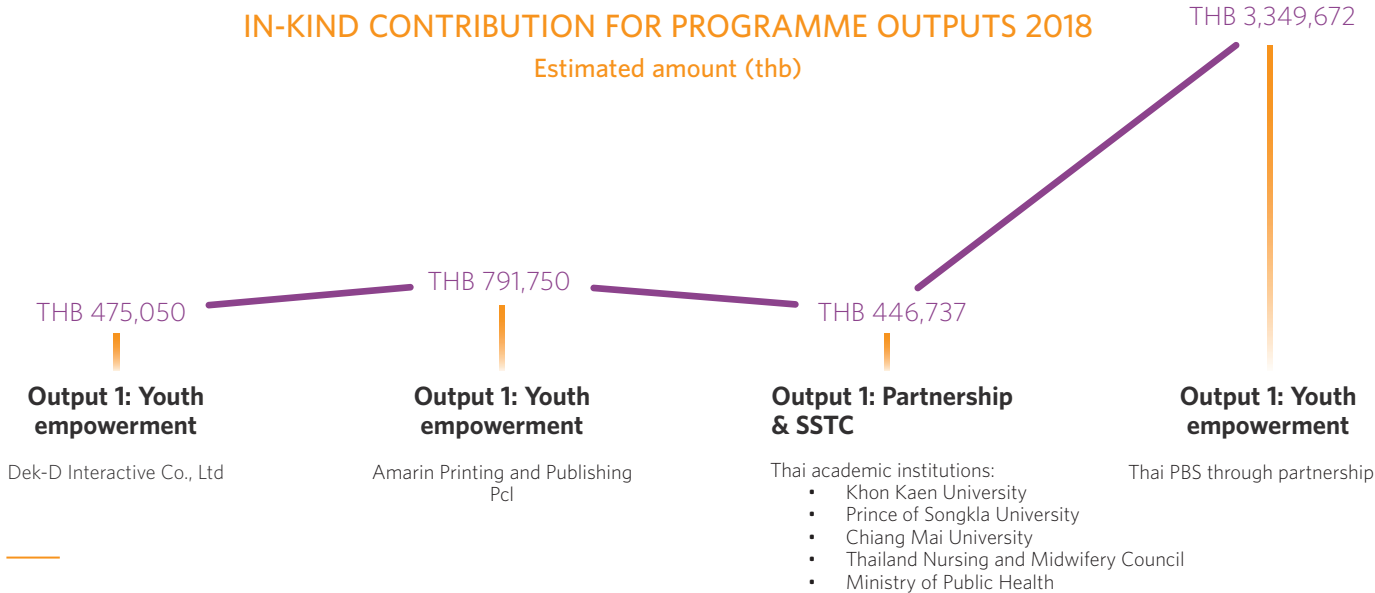 IN-KIND CONTRIBUTION FOR PROGRAMME OUTPUTS 2018
Estimated amount (thb)
THB 475,050
THB 791,750
THB 446,737
THB 3,349,672
Output 1: Youth
empowerment
Dek-D Interactive Co., Ltd
Output 1: Youth
empowerment
Amarin Printing and Publishing
Pcl
Output 1: Partnership
& SSTC
Thai academic institutions:
• Khon Kaen University
• Prince of Songkla University
• Chiang Mai University
• Thailand Nursing and Midwifery Council
• Ministry of Public Health
Output 1: Youth
empowerment
Thai PBS through partnership